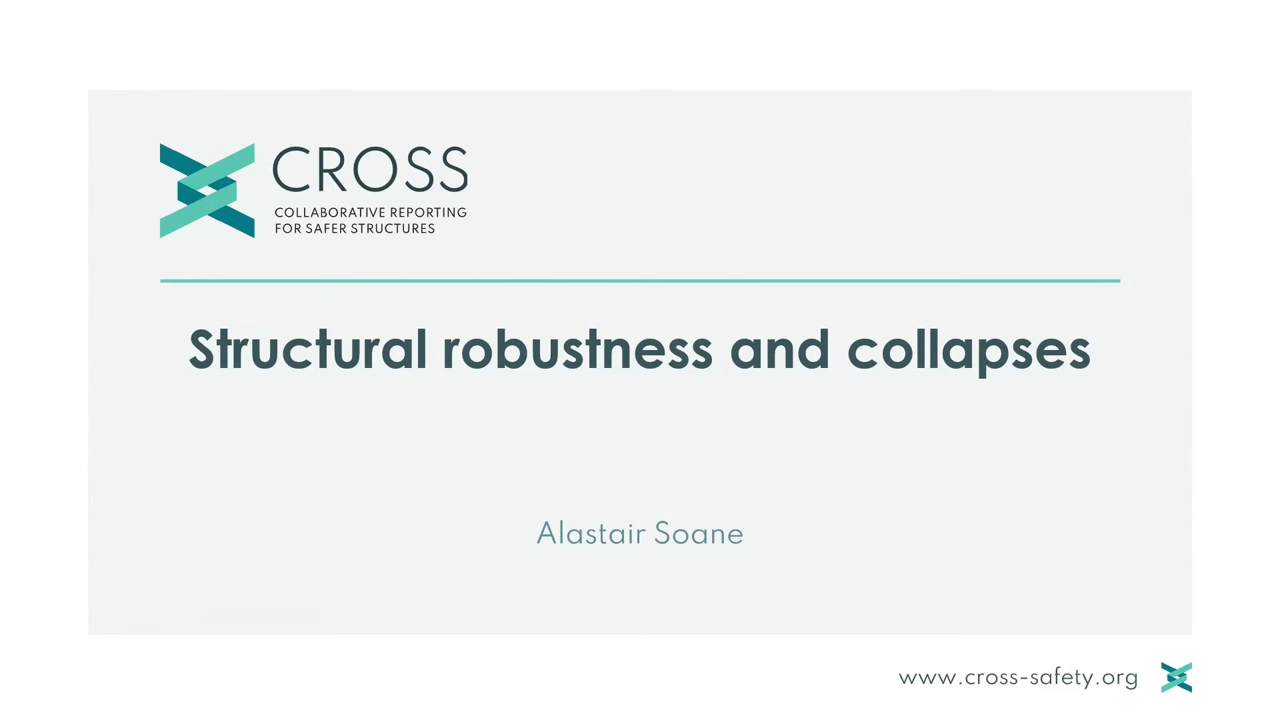 CROSS
COLLABORATIVE REPORTING
FOR SAFER STRUCTURES
Structural robustness and collapses
Alastair Soane
www.cross-safety.org